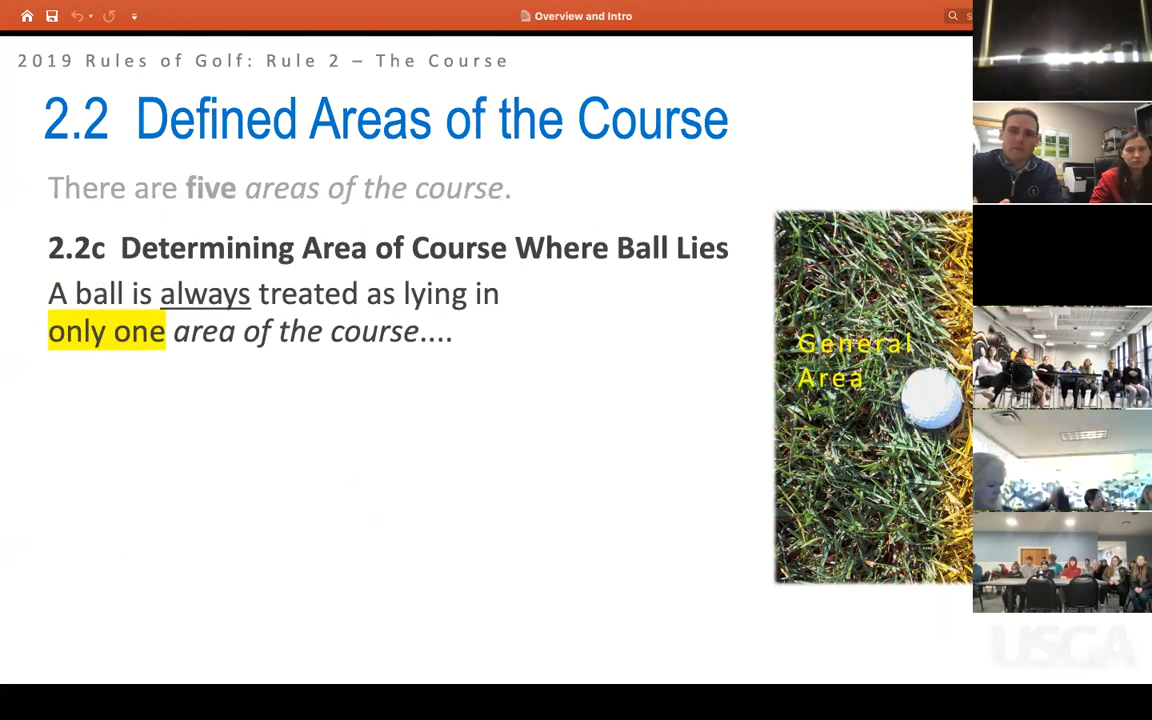 Overview and Intro
2019 Rules of Golf: Rule 2 – The Course
2.2 Defined Areas of the Course
There are five areas of the course.
2.2c Determining Area of Course Where Ball Lies
A ball is always treated as lying in
only one area of the course....
General
Area
USGA